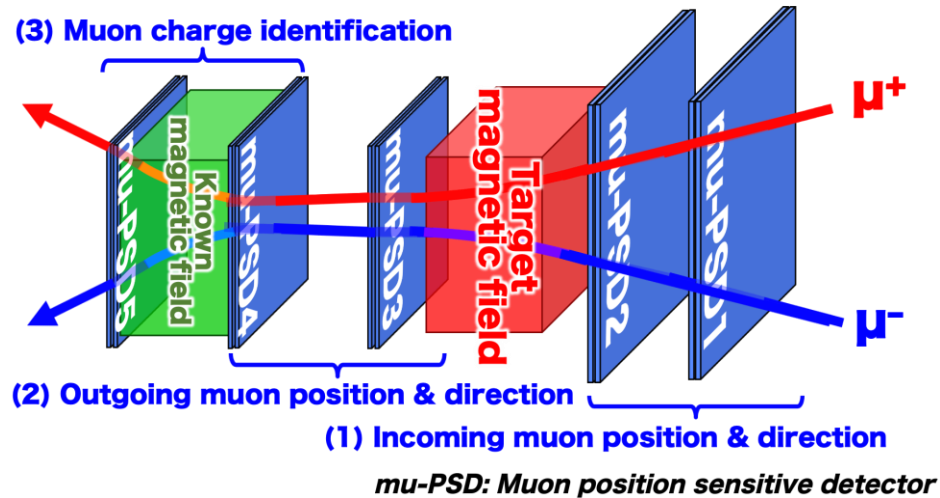 (3) Muon charge identification
μ+
μ-
mu-PSD5
Known
magnetic field
mu-PSD4
mu-PSD3
Target
magnetic field
mu-PSD2
mu-PSD1
(2) Outgoing muon position & direction
(1) Incoming muon position & direction
mu-PSD: Muon position sensitive detector